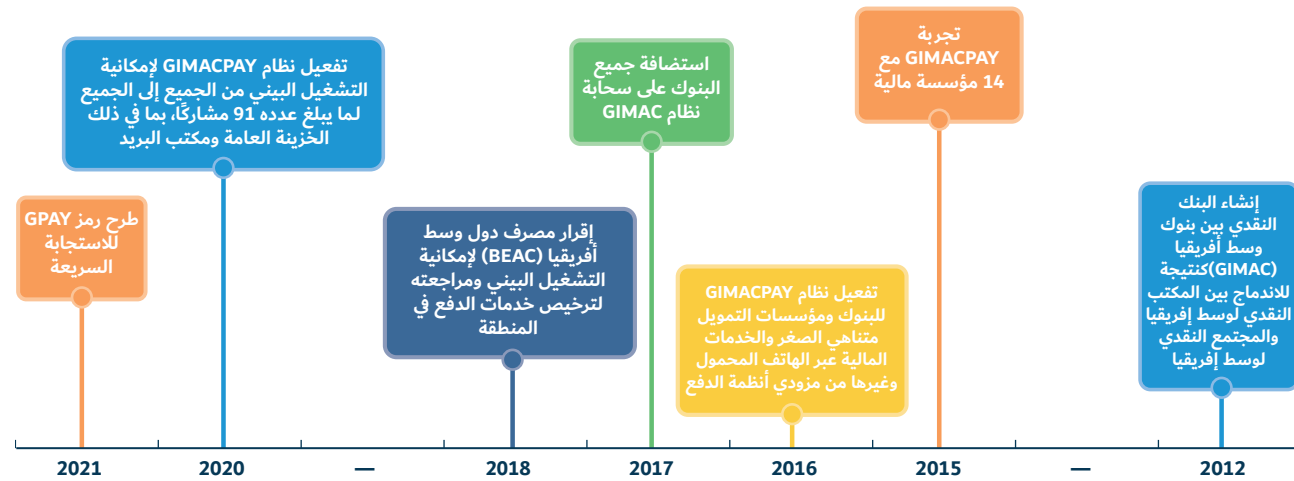 إنشاء البنك
النقدي بين بنوك
وسط أفريقيا
(GIMAC)كنتيجة
للاندماج بين المكتب
النقدي لوسط إفريقيا
والمجتمع النقدي
لوسط إفريقيا
تجربة
GIMACPAY مع
14 مؤسسة مالية
تفعيل نظام GIMACPAY
للبنوك ومؤسسات التمويل
متناهي الصغر والخدمات
المالية عبر الهاتف المحمول
وغيرها من مزودي أنظمة الدفع
استضافة جميع
البنوك على سحابة
نظام GIMAC
إقرار مصرف دول وسط
أفريقيا (BEAC) لإمكانية
التشغيل البيني ومراجعته
لترخيص خدمات الدفع في
المنطقة
تفعيل نظام GIMACPAY لإمكانية
التشغيل البيني من الجميع إلى الجميع
لما يبلغ عدده 91 مشاركًا، بما في ذلك
الخزينة العامة ومكتب البريد
طرح رمز GPAY
للاستجابة
السريعة
2012
—
2015
2016
2017
2018
—
2020
2021